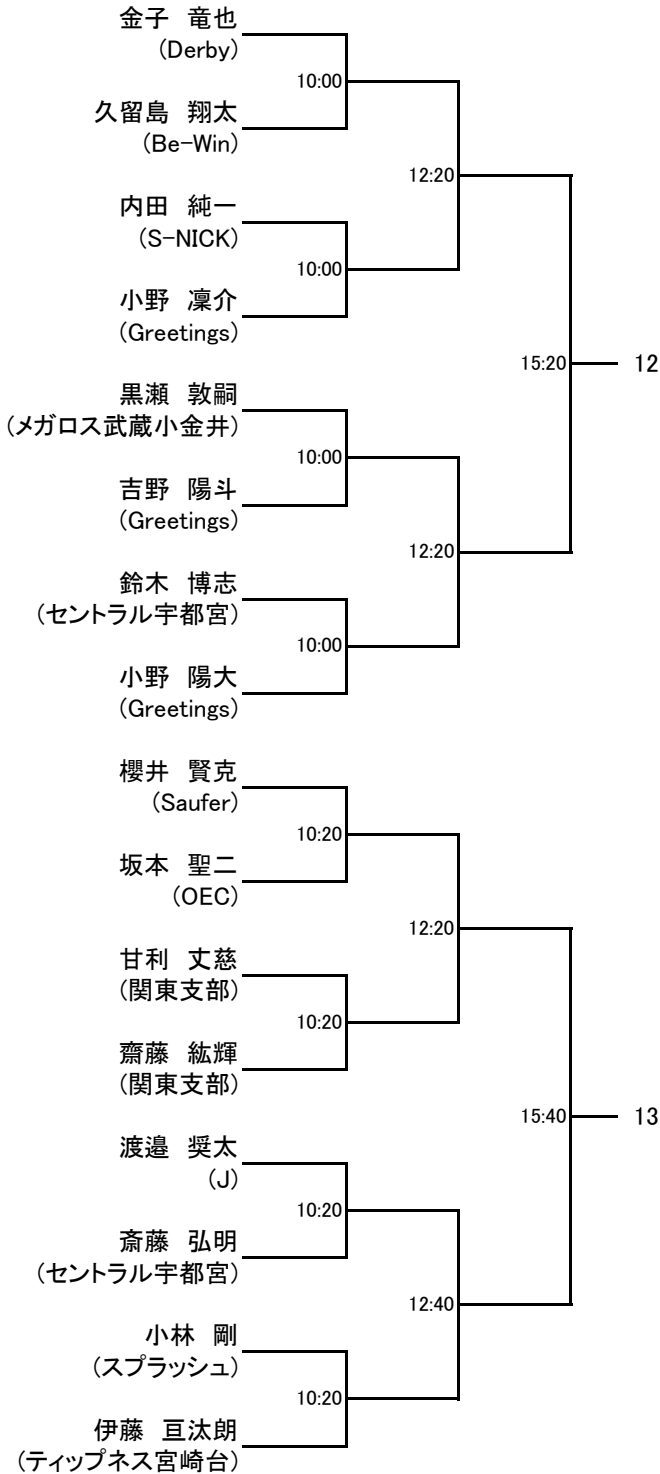 金子 竜也
(Derby)
10:00
久留島 翔太
(Be-Win)
12:20
内田 純一
(S-NICK)
10:00
小野 凜介
(Greetings)
15:20
12
黒瀬 敦嗣
(メガロス武蔵小金井)
10:00
吉野 陽斗
(Greetings)
12:20
鈴木 博志
(セントラル宇都宮)
10:00
小野 陽大
(Greetings)
櫻井 賢克
(Saufer)
10:20
坂本 聖二
(OEC)
12:20
甘利 丈慈
(関東支部)
10:20
齋藤 紘輝
(関東支部)
15:40
13
渡邉 奨太
(J)
10:20
斎藤 弘明
(セントラル宇都宮)
12:40
小林 剛
(スプラッシュ)
10:20
伊藤 亘汰朗
(ティップネス宮崎台)